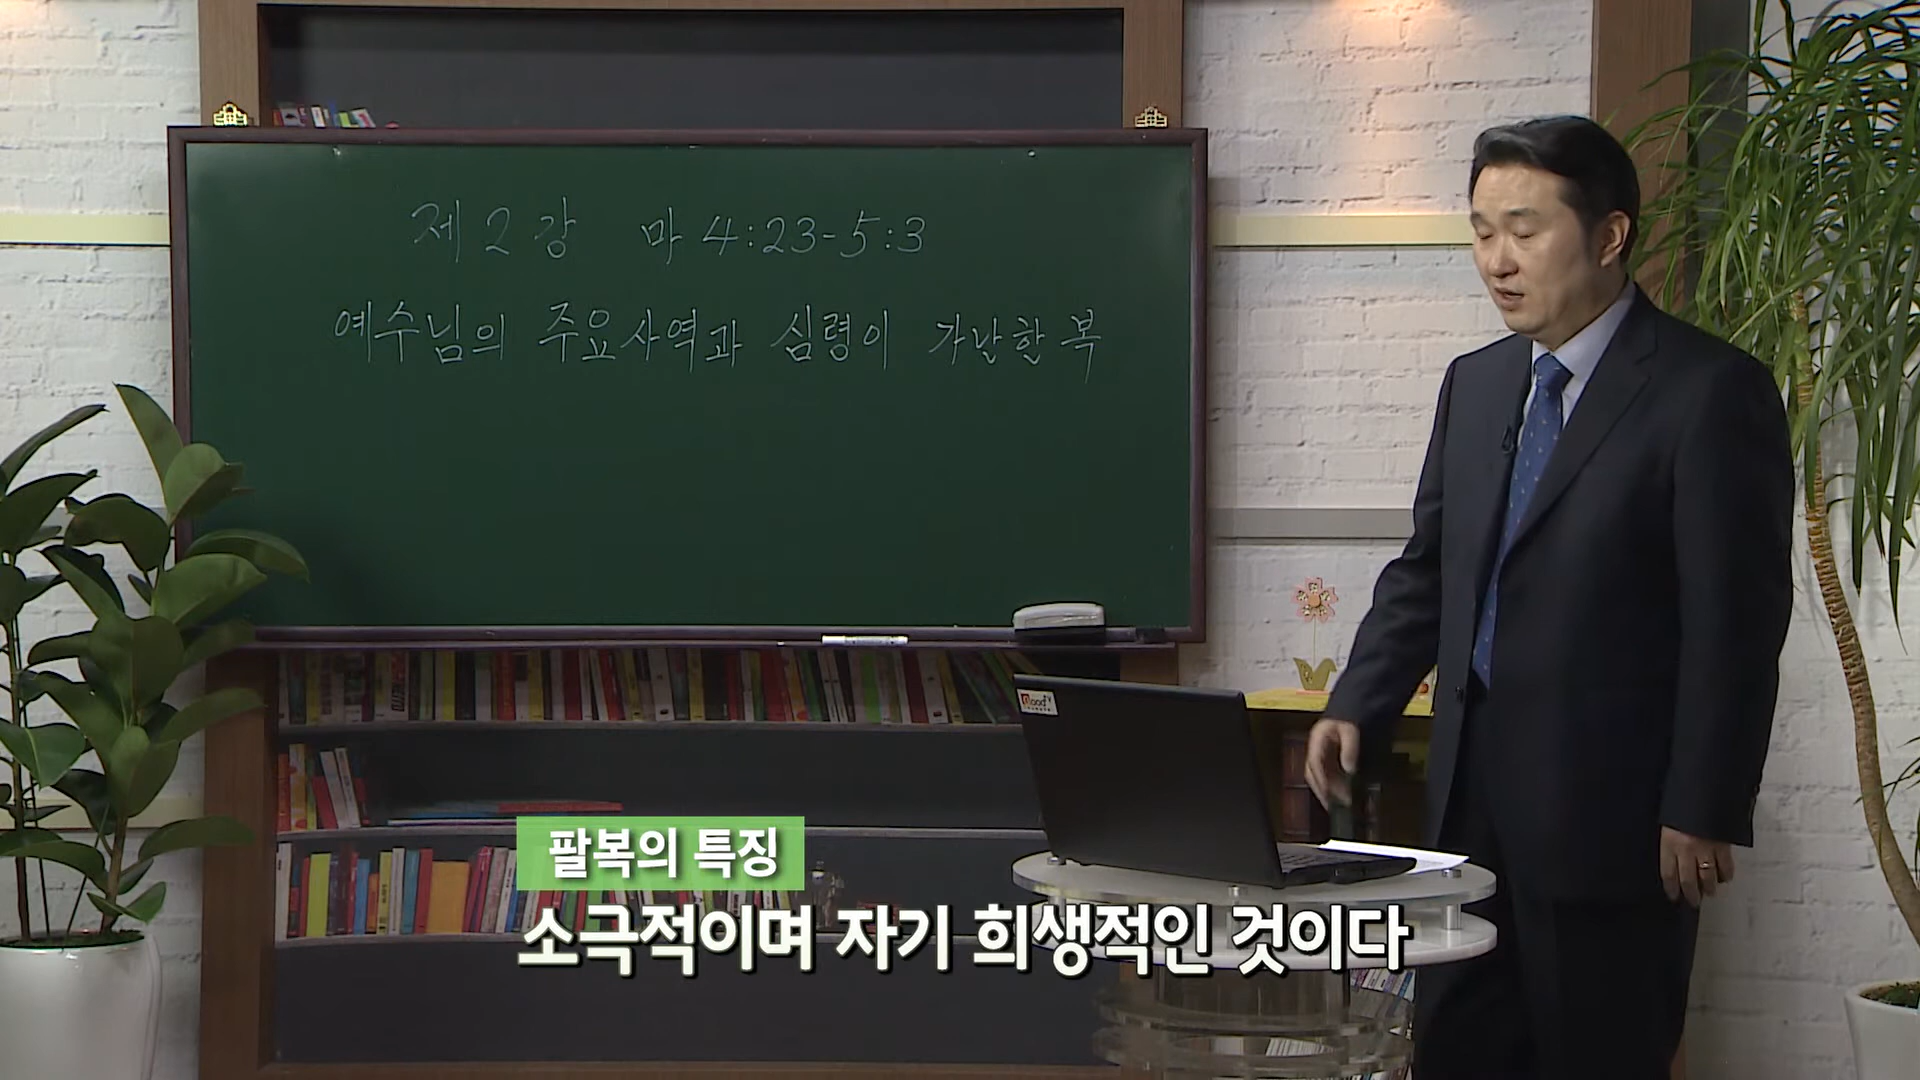 제 2 강 마 4:23-5:3
예수님의 주요사역과 심령이 가난한 복
팔복의 특징
소극적이며 자기 희생적인 것이다